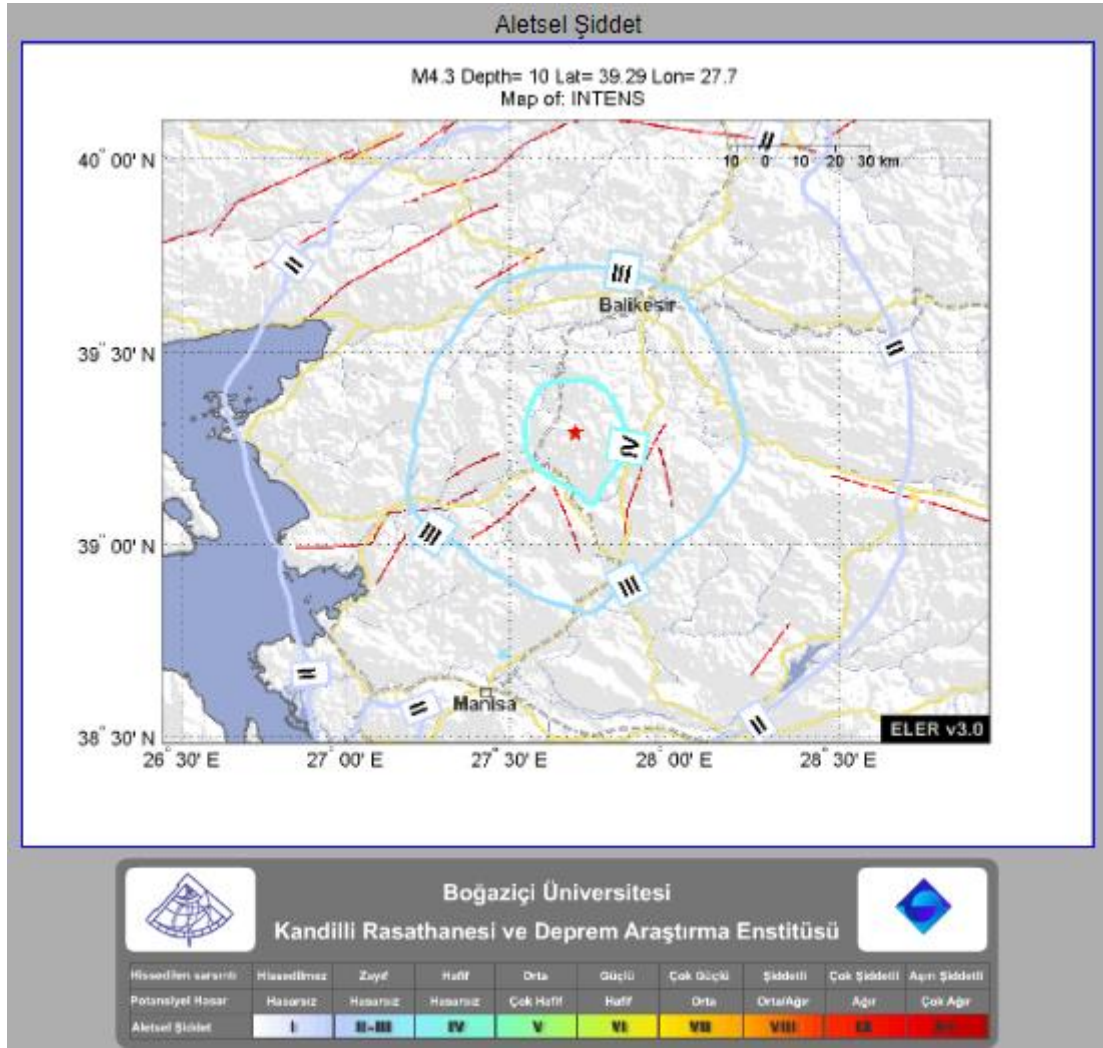 Aletsel Şiddet
M4.3 Depth= 10 Lat= 39.29 Lon= 27.7
Map of: INTENS
40° 00' N
10 0 10 20 30 km
II
II
III
Balikesir
39° 30' N
II
IV
III
39° 00' N
III
II
II
Manisa
II
38° 30' N
ELER v3.0
26° 30' E 27° 00' E 27° 30' E 28° 00' E 28° 30' E
Boğaziçi Üniversitesi
Kandilli Rasathanesi ve Deprem Araştırma Enstitüsü
Hissedilen sarsıntı Hissedilmez Zayıf Hafif Orta Güçlü Çok Güçlü Şiddetli Çok Şiddetli Aşırı Şiddetli
Potansiyel Hasar Hasarsız Hasarsız Hasarsız Çok Hafif Hafif Orta Orta/Ağır Ağır Çok Ağır
Aletsel Şiddet I II-III IV V VI VII VIII